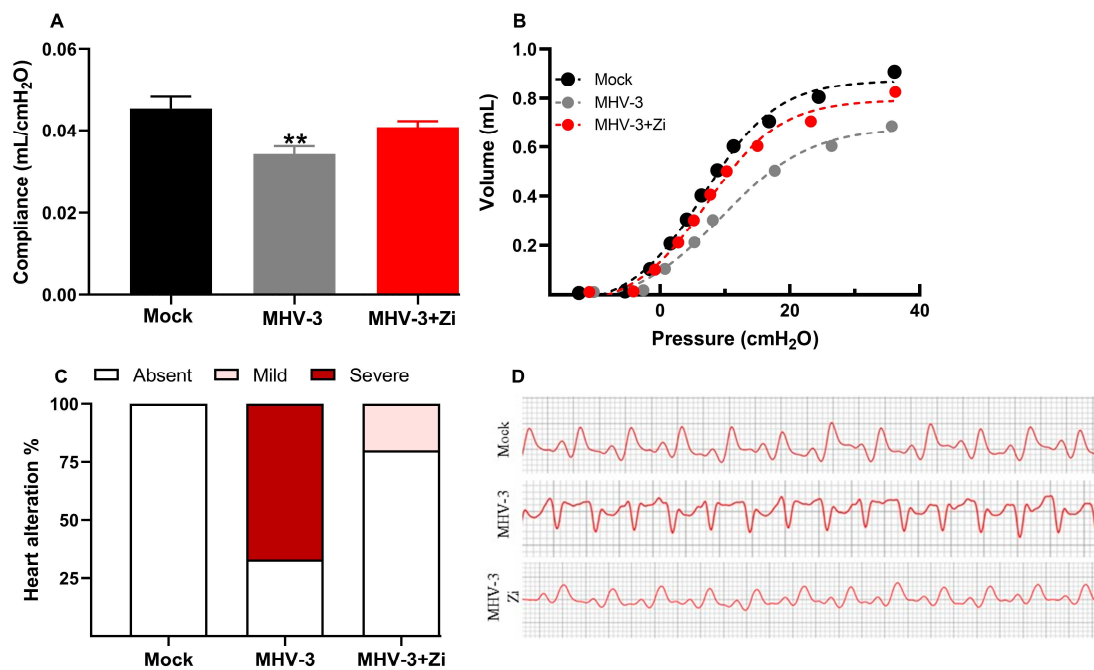 A
Compliance (mL/cmH₂O)
0.06
0.04
0.02
0.00
**
Mock
MHV-3
MHV-3+Zi
B
Volume (mL)
1.0
0.8
0.6
0.4
0.2
Mock
MHV-3
MHV-3+Zi
0
20
40
Pressure (cmH₂O)
C
Absent
Mild
Severe
Heart alteration %
100
75
50
25
Mock
MHV-3
MHV-3+Zi
D
Mock
MHV-3
MHV-3
Zi